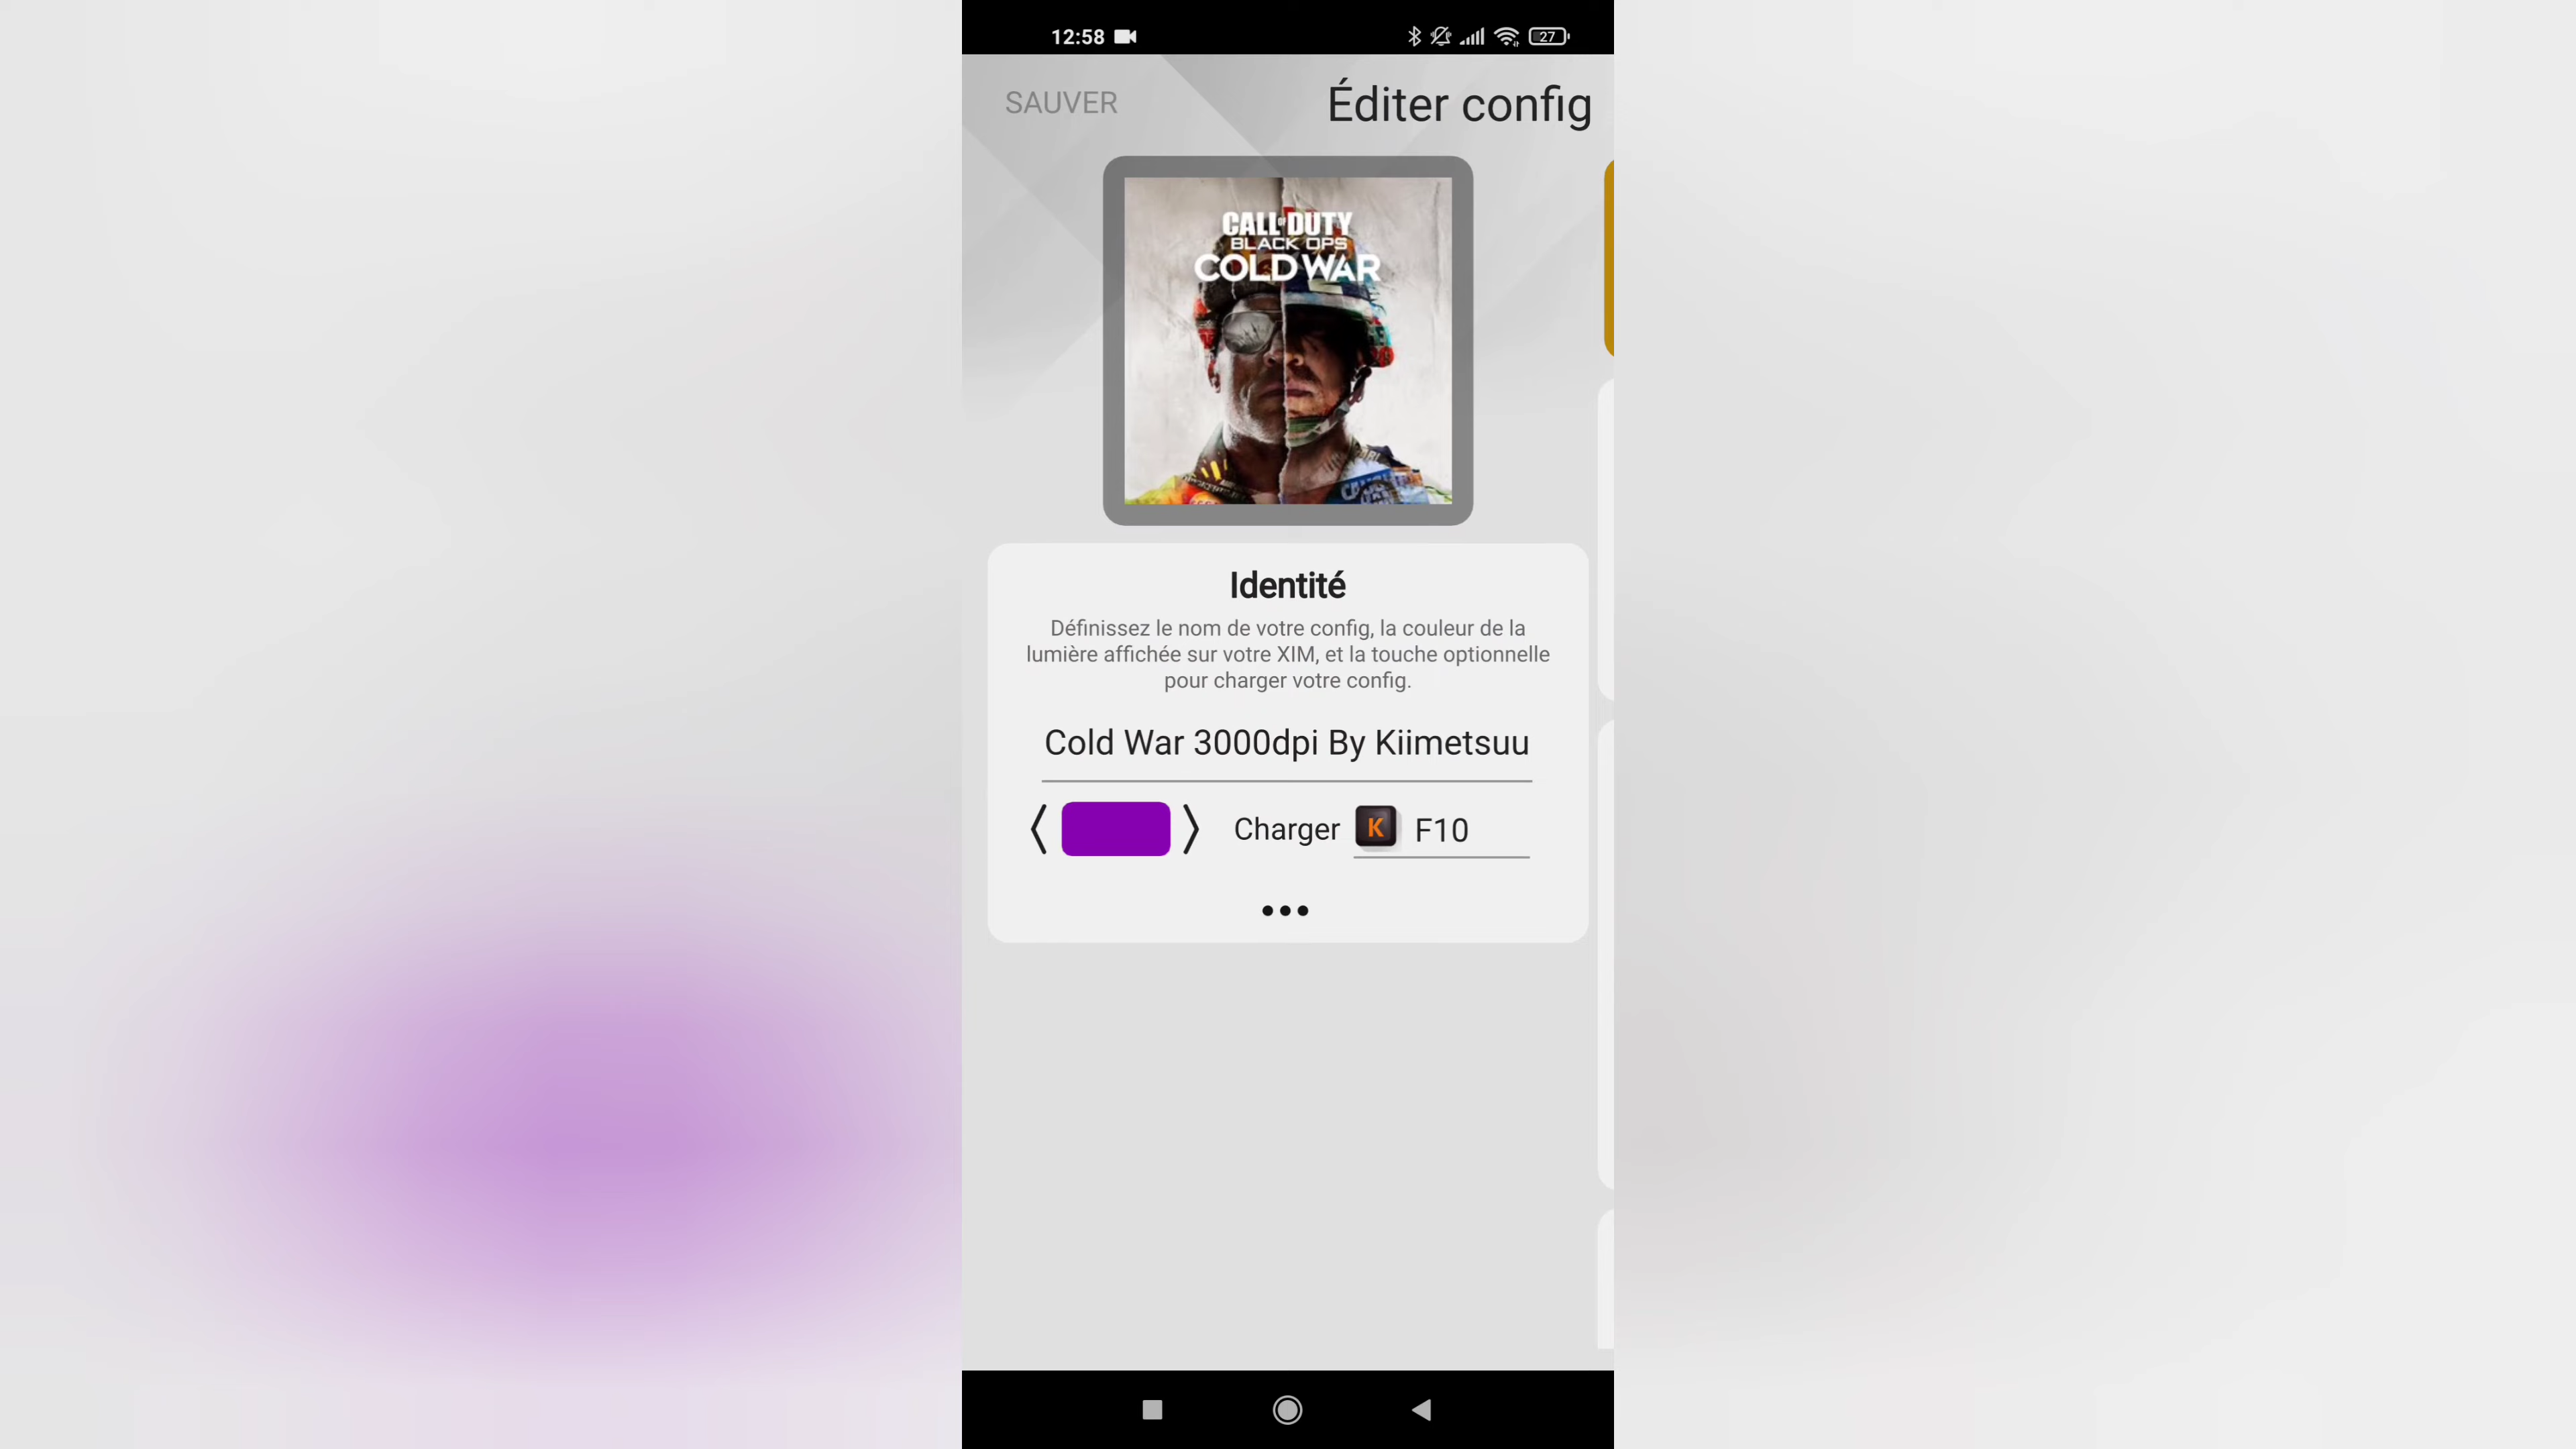 12:58
27
SAUVER
Éditer config
CALL OF DUTY
BLACK OPS
COLD WAR
Identité
Définissez le nom de votre config, la couleur de la
lumière affichée sur votre XIM, et la touche optionnelle
pour charger votre config.
Cold War 3000dpi By Kiimetsuu
Charger K F10